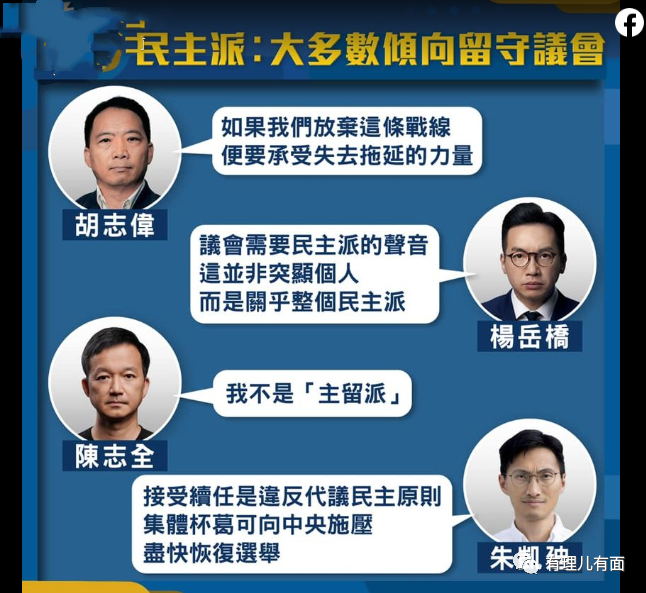 民主派：大多數傾向留守議會
如果我們放棄這條戰線
便要承受失去拖延的力量
胡志偉
議會需要民主派的聲音
這並非突顯個人
而是關乎整個民主派
楊岳橋
我不是「主留派」
陳志全
接受續任是違反代議民主原則
集體杯葛可向中央施壓
盡快恢復選舉
朱凱
有理儿有面